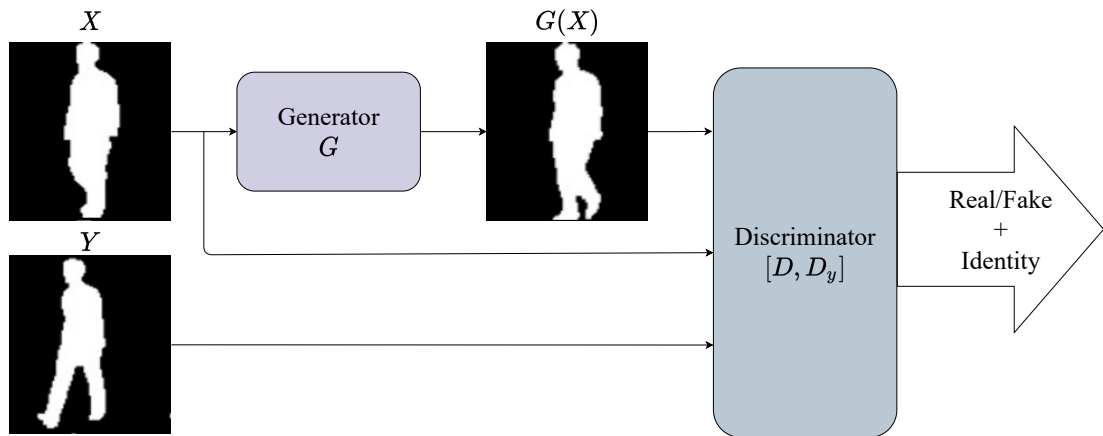 X
G(X)
Generator
G
Y
Discriminator
[D, D_y]
Real/Fake
+
Identity